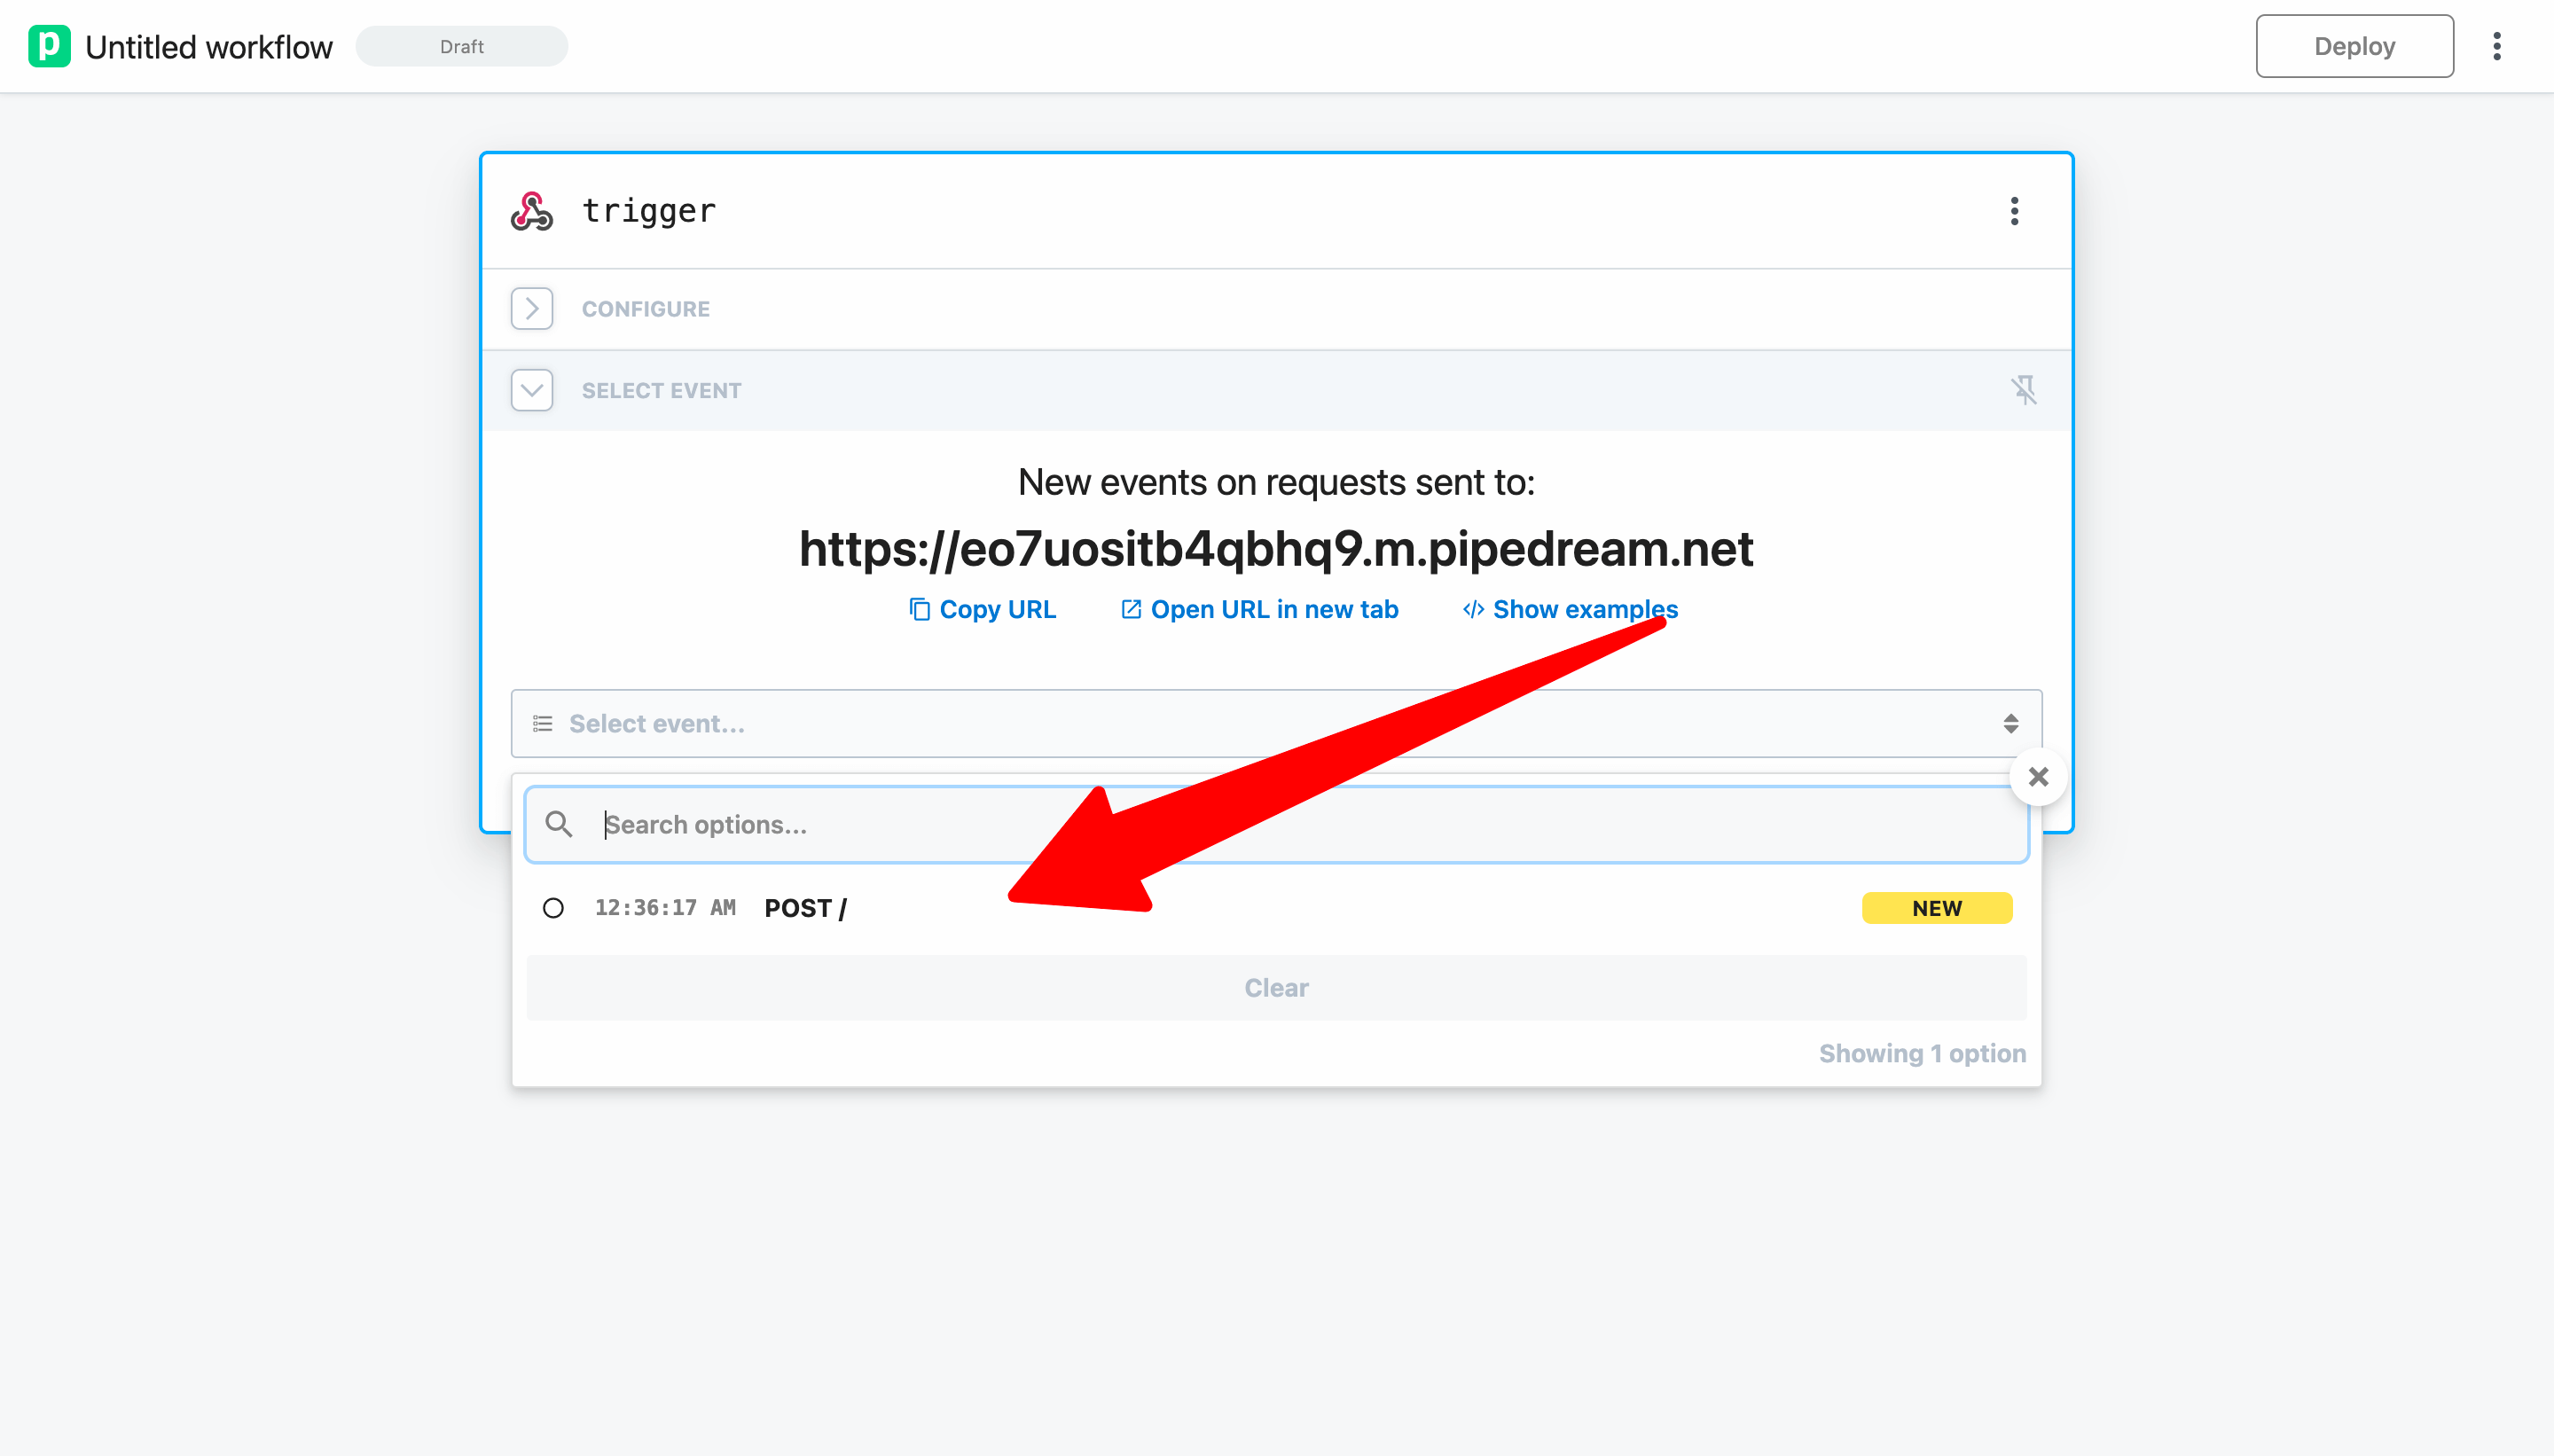 p Untitled workflow Draft Deploy
trigger
CONFIGURE
SELECT EVENT
New events on requests sent to:
https://eo7uositb4qbhq9.m.pipedream.net
Copy URL Open URL in new tab </> Show examples
Select event...
Search options...
12:36:17 AM POST / NEW
Clear
Showing 1 option